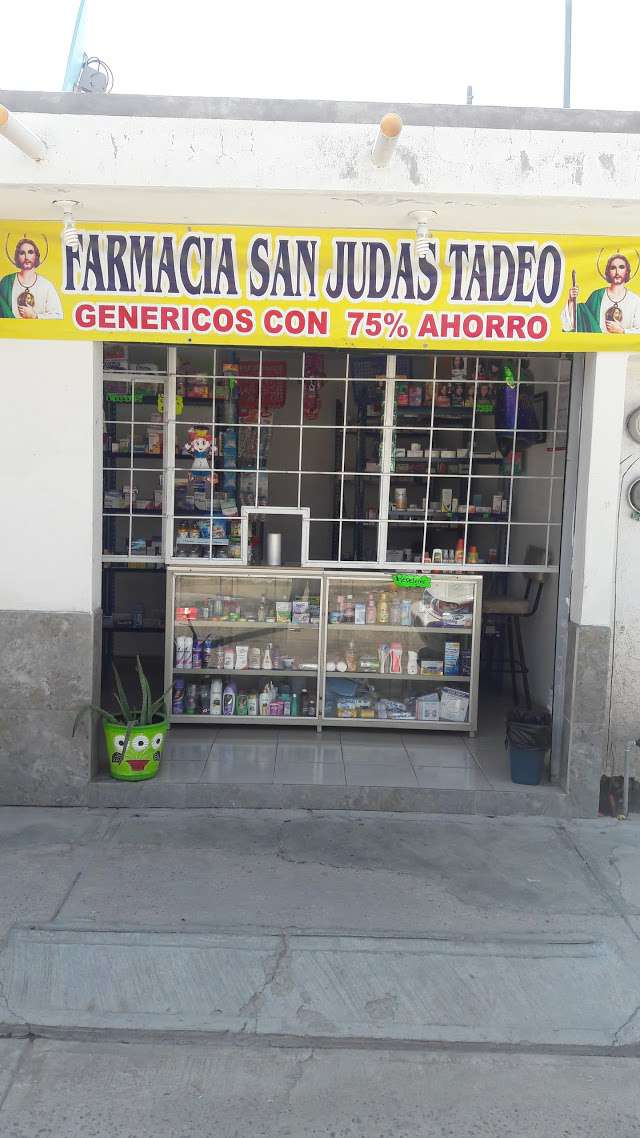 FARMACIA SAN JUDAS TADEO
GENERICOS CON 75% AHORRO